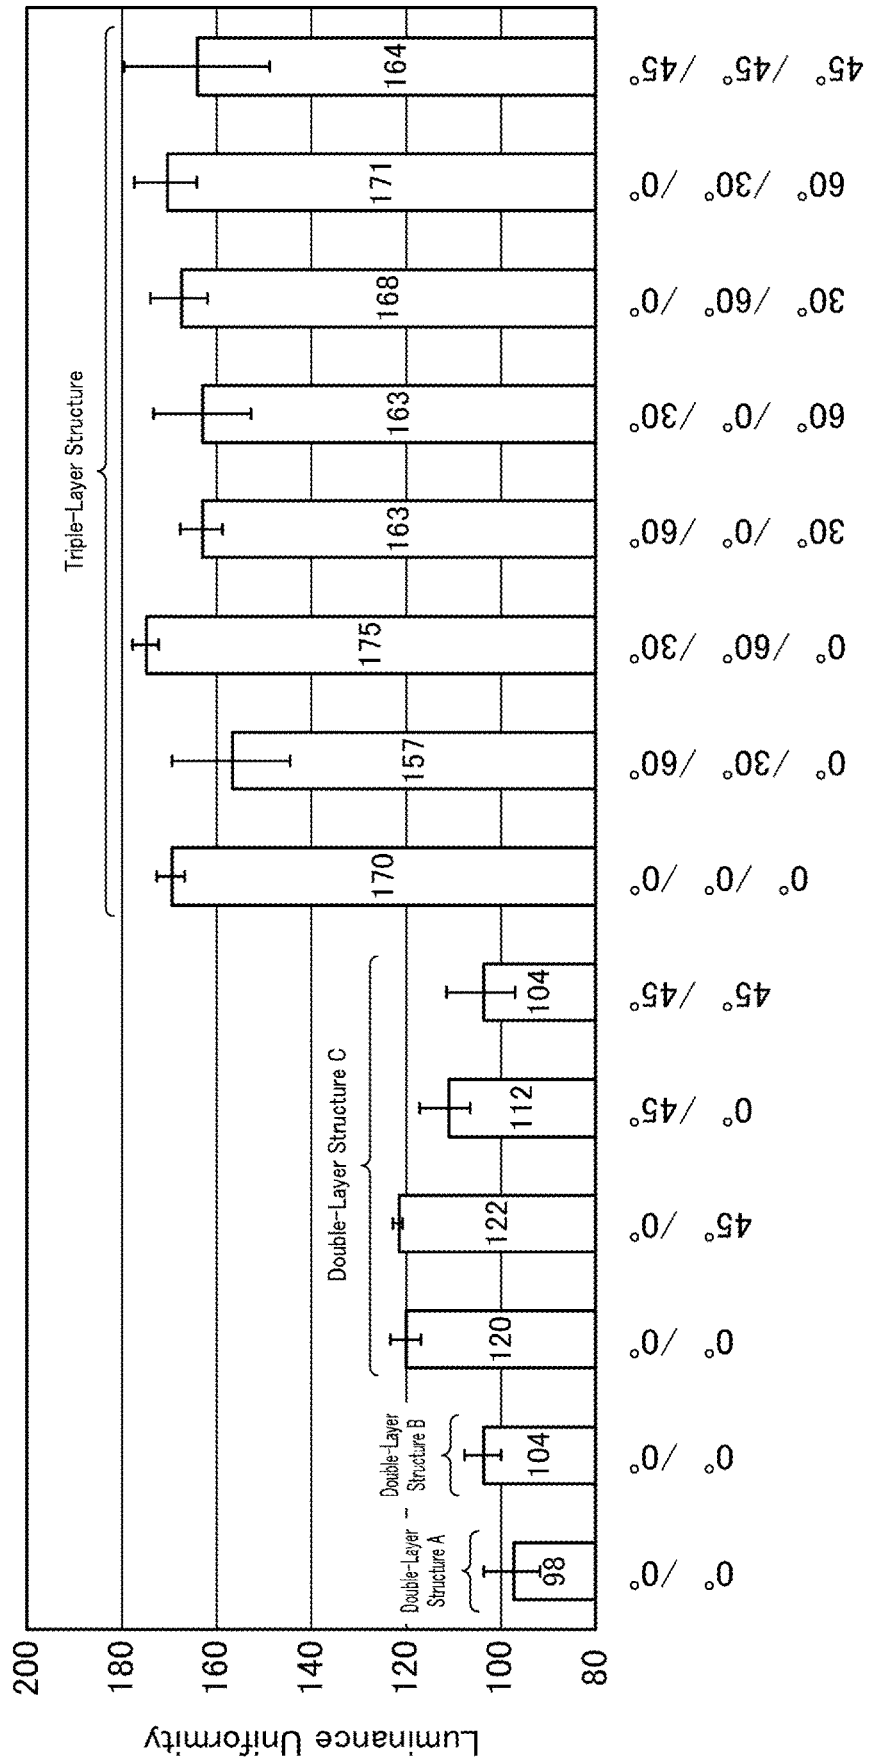 Luminance Uniformity
200
180
160
140
120
100
80
Double-Layer
Structure A
Double-Layer
Structure B
Double-Layer Structure C
Triple-Layer Structure
98
104
120
122
112
104
170
157
175
163
163
168
171
164
0° /0°
0° /0°
0° /0°
45° /0°
0° /45°
45° /45°
0° /0° /0°
0° /30° /60°
0° /60° /30°
30° /0° /60°
60° /0° /30°
30° /60° /0°
60° /30° /0°
45° /45° /45°